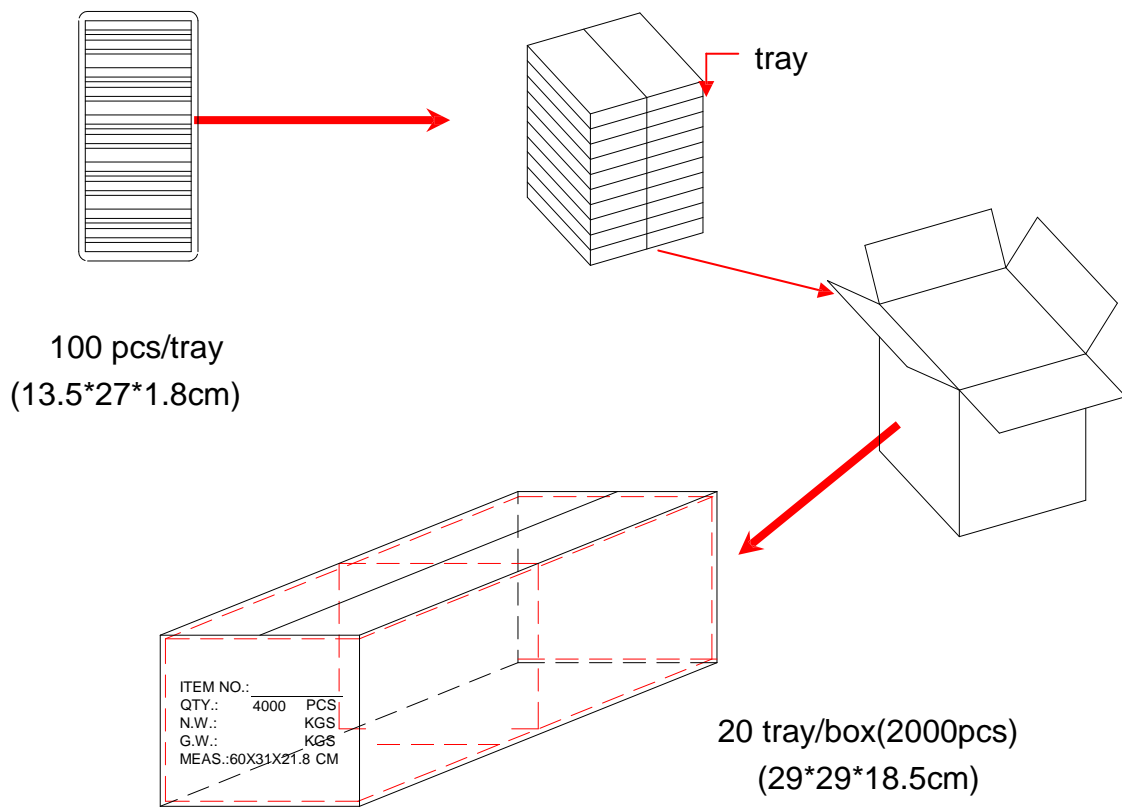 tray
100 pcs/tray
(13.5*27*1.8cm)
ITEM NO.:
QTY.: 4000 PCS
N.W.: KGS
G.W.: KGS
MEAS.:60X31X21.8 CM
20 tray/box(2000pcs)
(29*29*18.5cm)